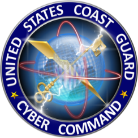 UNITED STATES COAST GUARD
CYBER COMMAND